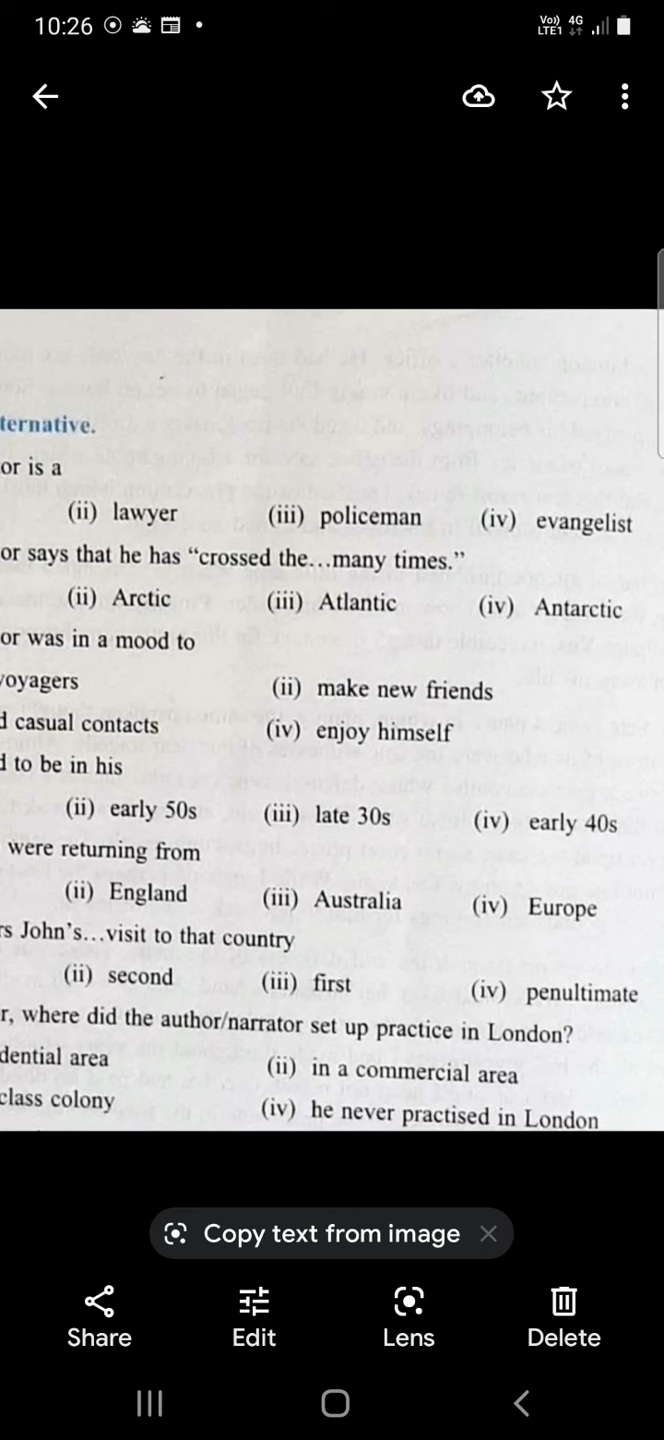 10:26
Vo)) 4G
LTE1
ternative.
or is a
(ii) lawyer (iii) policeman (iv) evangelist
or says that he has “crossed the...many times.”
(ii) Arctic (iii) Atlantic (iv) Antarctic
or was in a mood to
voyagers (ii) make new friends
d casual contacts (iv) enjoy himself
d to be in his
(ii) early 50s (iii) late 30s (iv) early 40s
were returning from
(ii) England (iii) Australia (iv) Europe
rs John’s...visit to that country
(ii) second (iii) first (iv) penultimate
r, where did the author/narrator set up practice in London?
dential area (ii) in a commercial area
class colony (iv) he never practised in London
Copy text from image
Share Edit Lens Delete